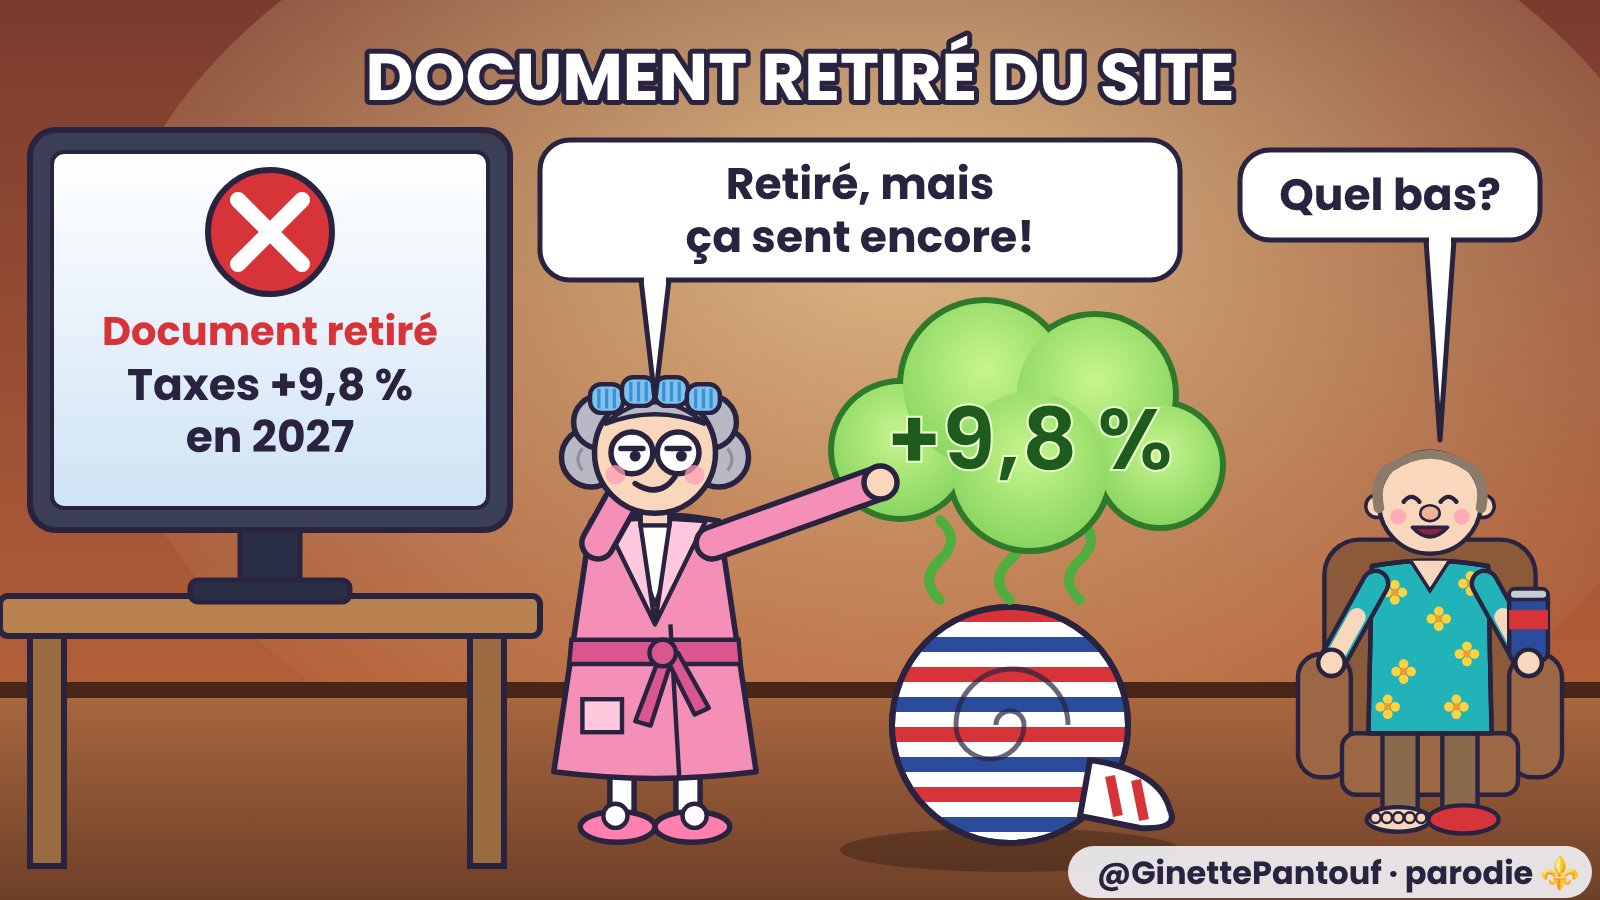 DOCUMENT RETIRÉ DU SITE
Document retiré
Taxes +9,8 %
en 2027
Retiré, mais
ça sent encore!
Quel bas?
+9,8 %
@GinettePantouf · parodie